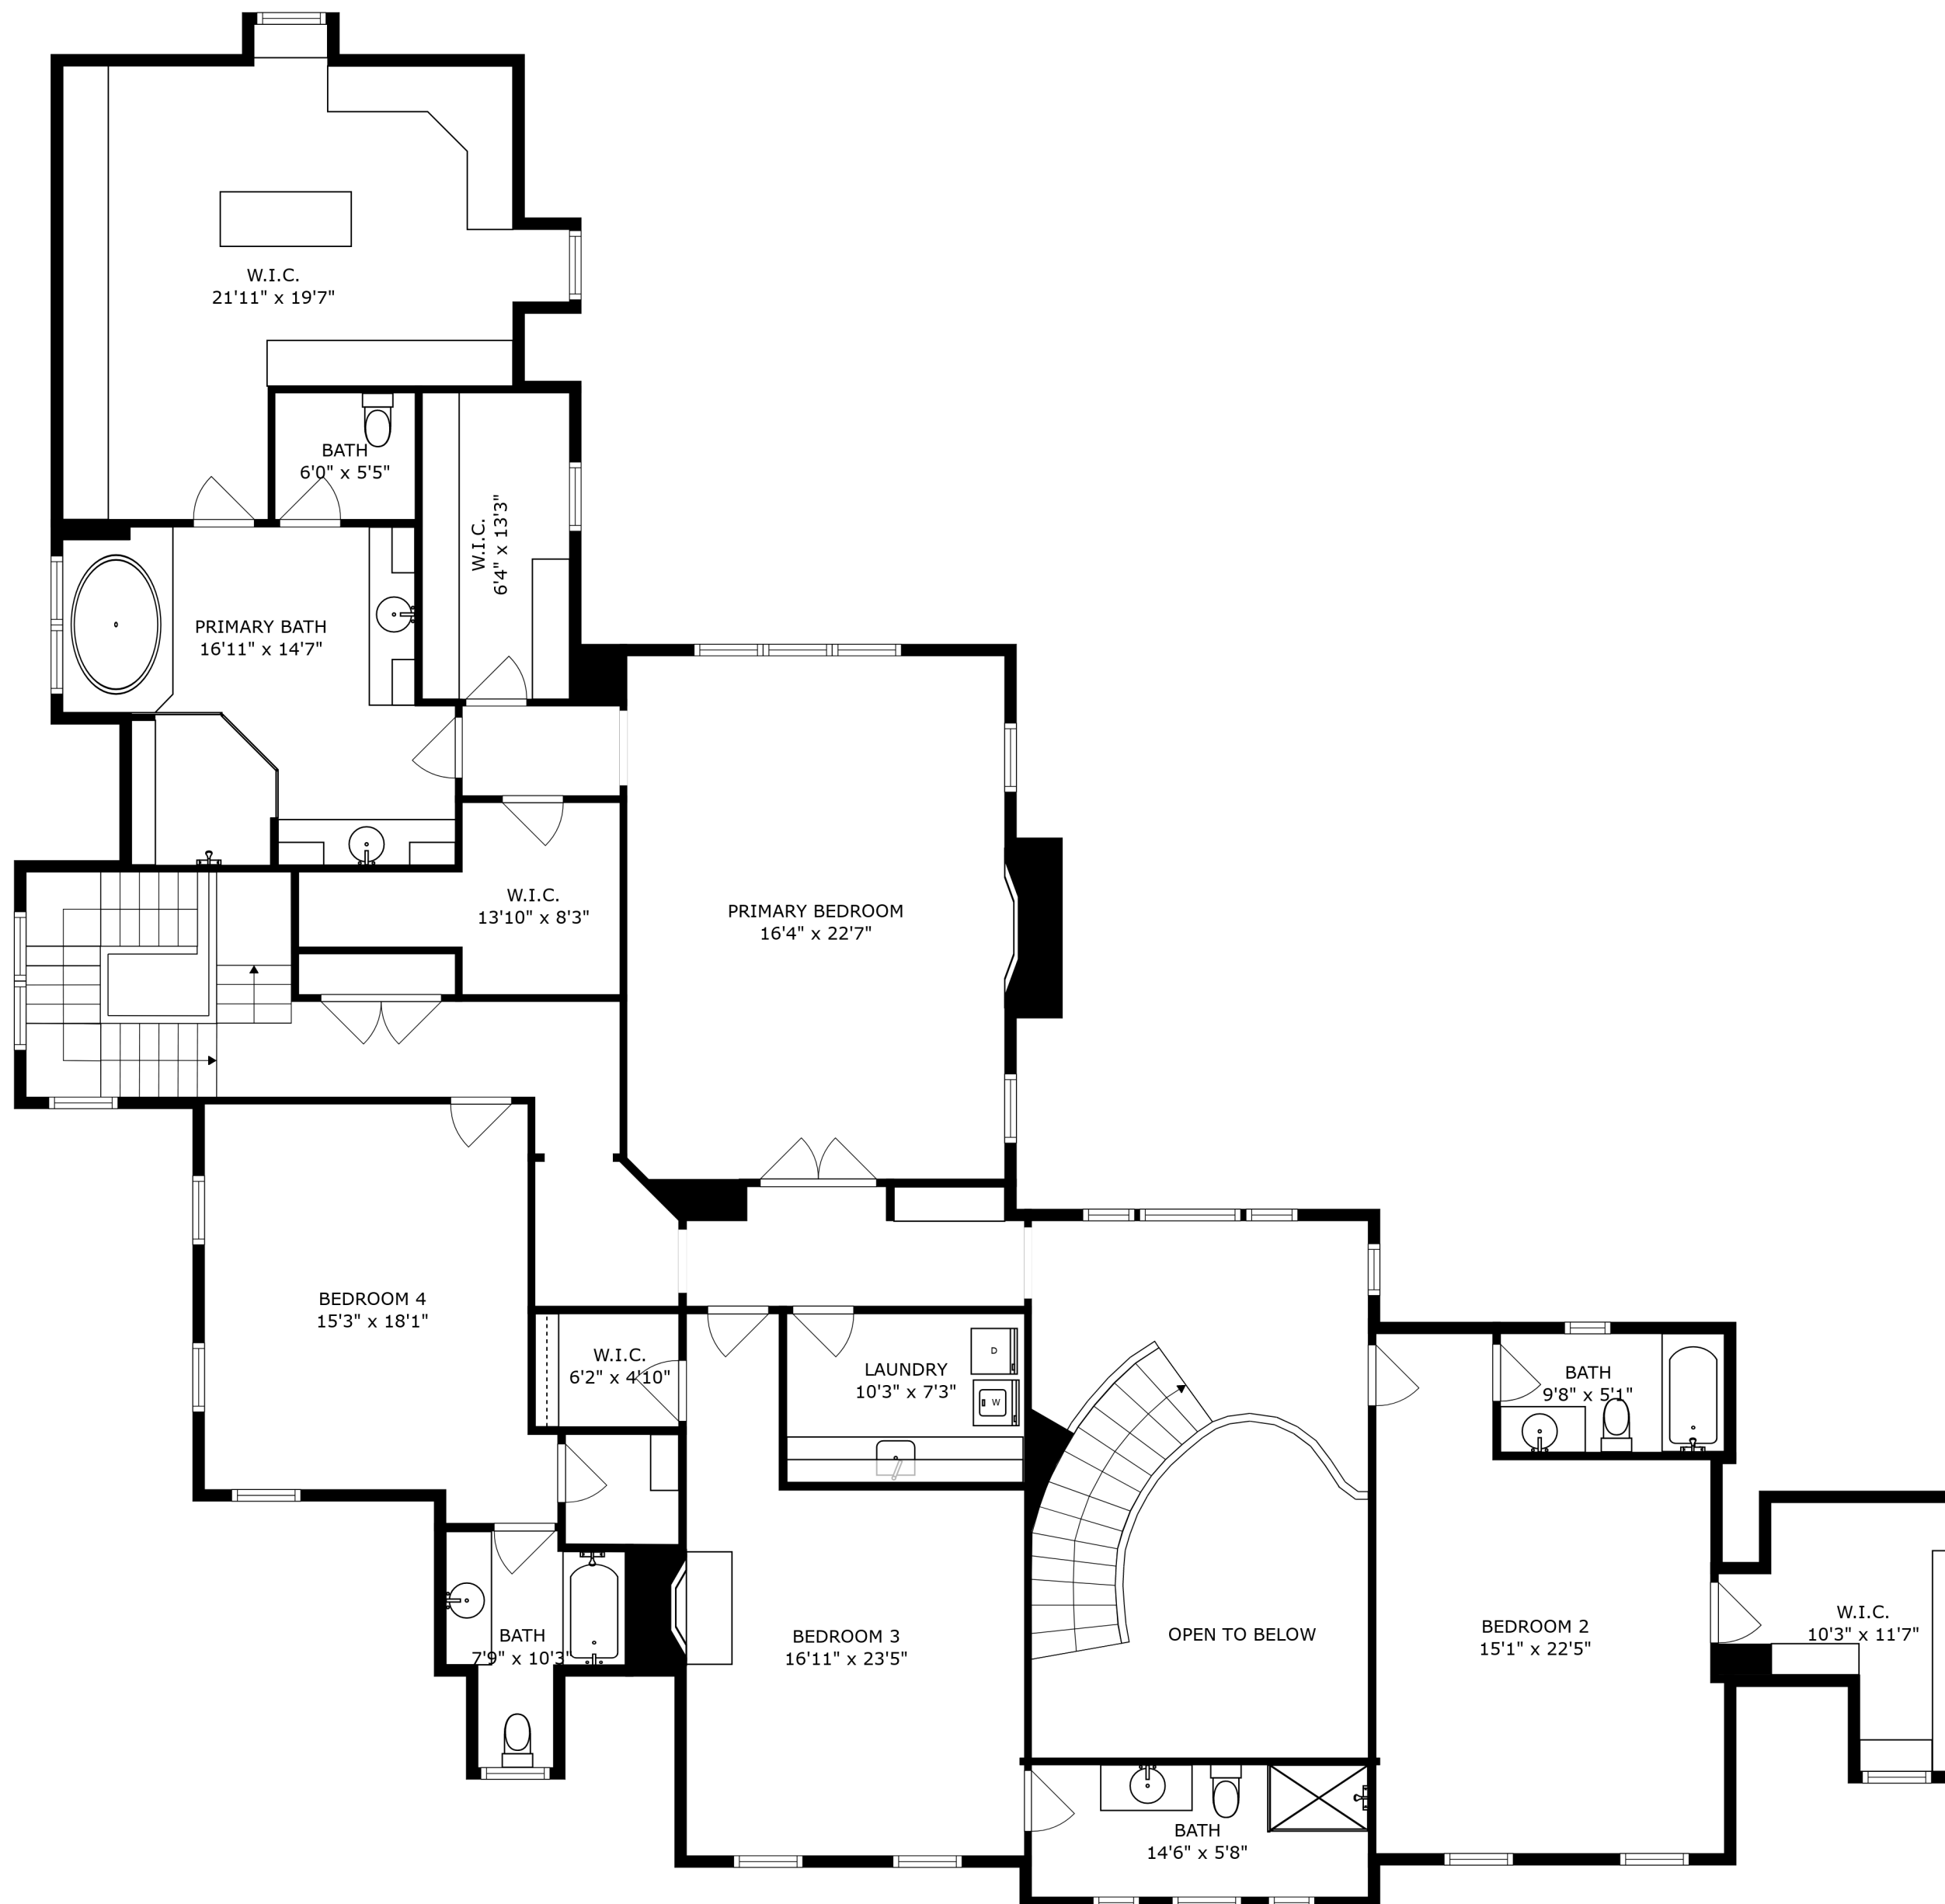 W.I.C.
21'11" x 19'7"
BATH
6'0" x 5'5"
W.I.C.
6'4" x 13'3"
PRIMARY BATH
16'11" x 14'7"
W.I.C.
13'10" x 8'3"
PRIMARY BEDROOM
16'4" x 22'7"
BEDROOM 4
15'3" x 18'1"
W.I.C.
6'2" x 4'10"
LAUNDRY
10'3" x 7'3"
D
W
BATH
9'8" x 5'1"
BATH
7'9" x 10'3"
BEDROOM 3
16'11" x 23'5"
OPEN TO BELOW
BEDROOM 2
15'1" x 22'5"
W.I.C.
10'3" x 11'7"
BATH
14'6" x 5'8"